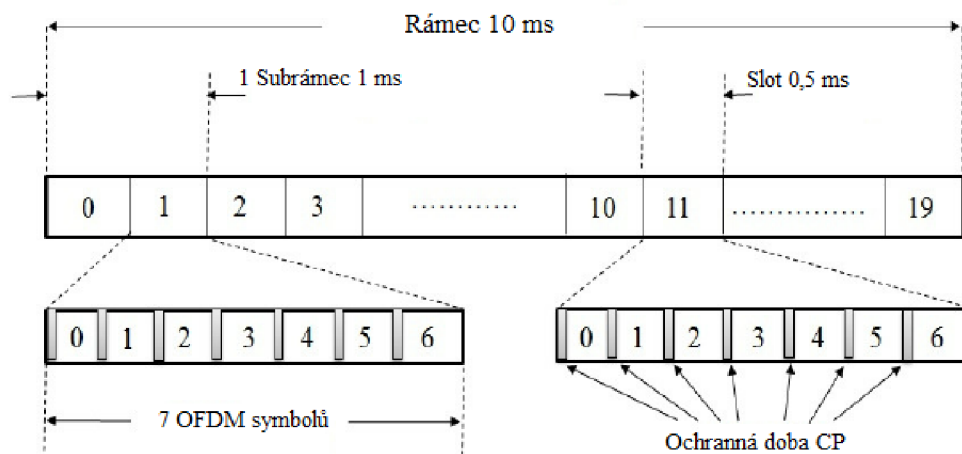 Rámec 10 ms
1 Subrámec 1 ms
Slot 0,5 ms
0 1 2 3 .............. 10 11 ................ 19
0 1 2 3 4 5 6
0 1 2 3 4 5 6
7 OFDM symbolů
Ochranná doba CP